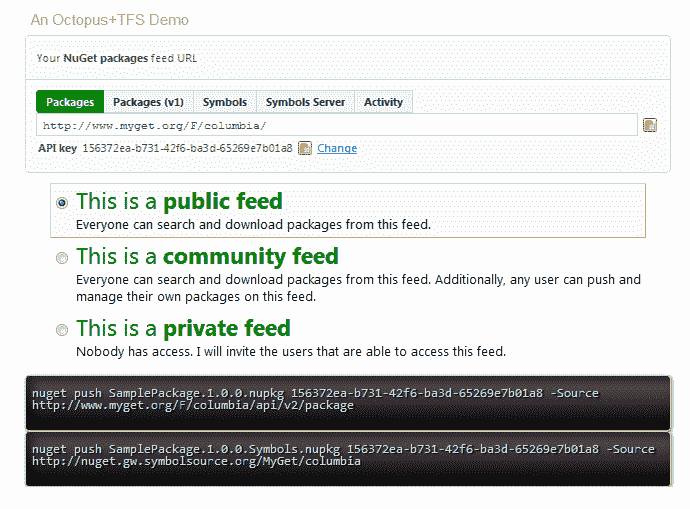 An Octopus+TFS Demo
Your NuGet packages feed URL
Packages Packages (v1) Symbols Symbols Server Activity
http://www.myget.org/F/columbia/
API key 156372ea-b731-42f6-ba3d-65269e7b01a8 Change
This is a public feed
Everyone can search and download packages from this feed.
This is a community feed
Everyone can search and download packages from this feed. Additionally, any user can push and
manage their own packages on this feed.
This is a private feed
Nobody has access. I will invite the users that are able to access this feed.
nuget push SamplePackage.1.0.0.nupkg 156372ea-b731-42f6-ba3d-65269e7b01a8 -Source
http://www.myget.org/F/columbia/api/v2/package
nuget push SamplePackage.1.0.0.Symbols.nupkg 156372ea-b731-42f6-ba3d-65269e7b01a8 -Source
http://nuget.gw.symbolsource.org/MyGet/columbia